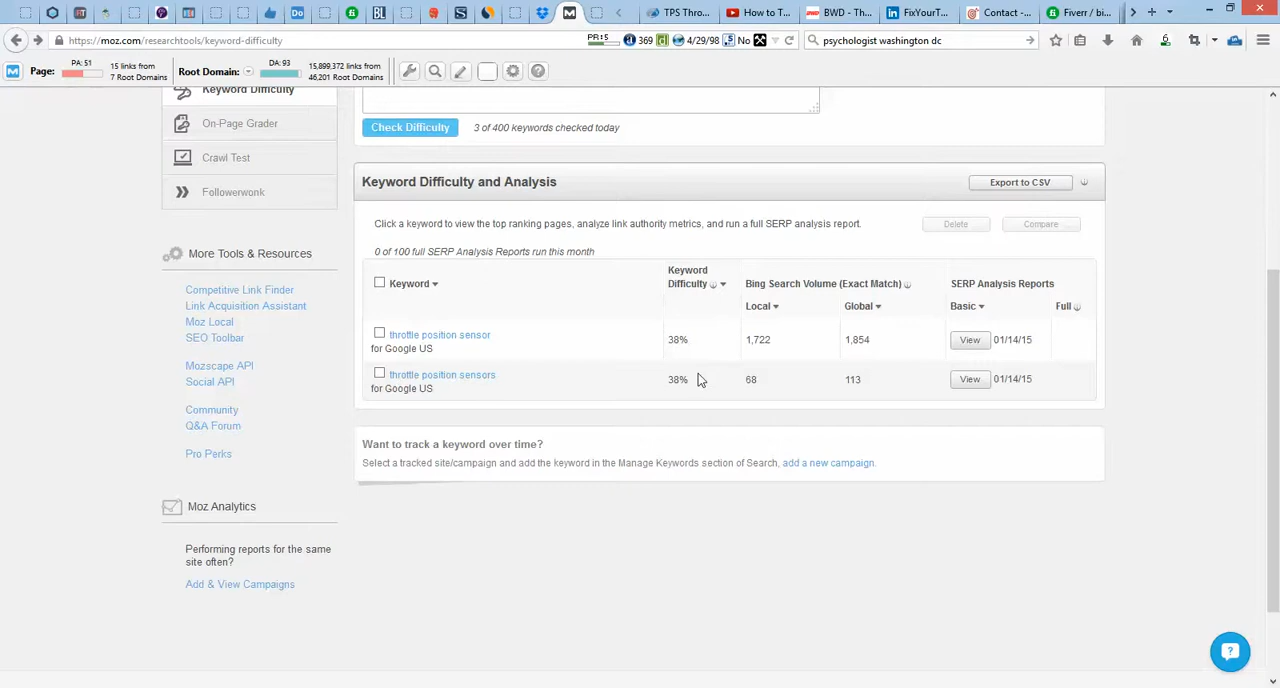 TPS Thro...
How to T...
BWD - Th...
FixYourT...
Contact -...
Fiverr / bi...
https://moz.com/researchtools/keyword-difficulty
PR15
369
4/29/98
No
psychologist washington dc
Page:
PA: 51
15 links from
7 Root Domains
Root Domain:
DA: 93
15,899,372 links from
46,201 Root Domains
Keyword Difficulty
On-Page Grader
Crawl Test
Followerwonk
Check Difficulty
3 of 400 keywords checked today
Keyword Difficulty and Analysis
Export to CSV
Click a keyword to view the top ranking pages, analyze link authority metrics, and run a full SERP analysis report.
Delete
Compare
0 of 100 full SERP Analysis Reports run this month
Keyword
Keyword
Difficulty
Bing Search Volume (Exact Match)
Local
Global
SERP Analysis Reports
Basic
Full
throttle position sensor
for Google US
38%
1,722
1,854
View
01/14/15
throttle position sensors
for Google US
38%
68
113
View
01/14/15
Want to track a keyword over time?
Select a tracked site/campaign and add the keyword in the Manage Keywords section of Search, add a new campaign.
More Tools & Resources
Competitive Link Finder
Link Acquisition Assistant
Moz Local
SEO Toolbar
Mozscape API
Social API
Community
Q&A Forum
Pro Perks
Moz Analytics
Performing reports for the same
site often?
Add & View Campaigns